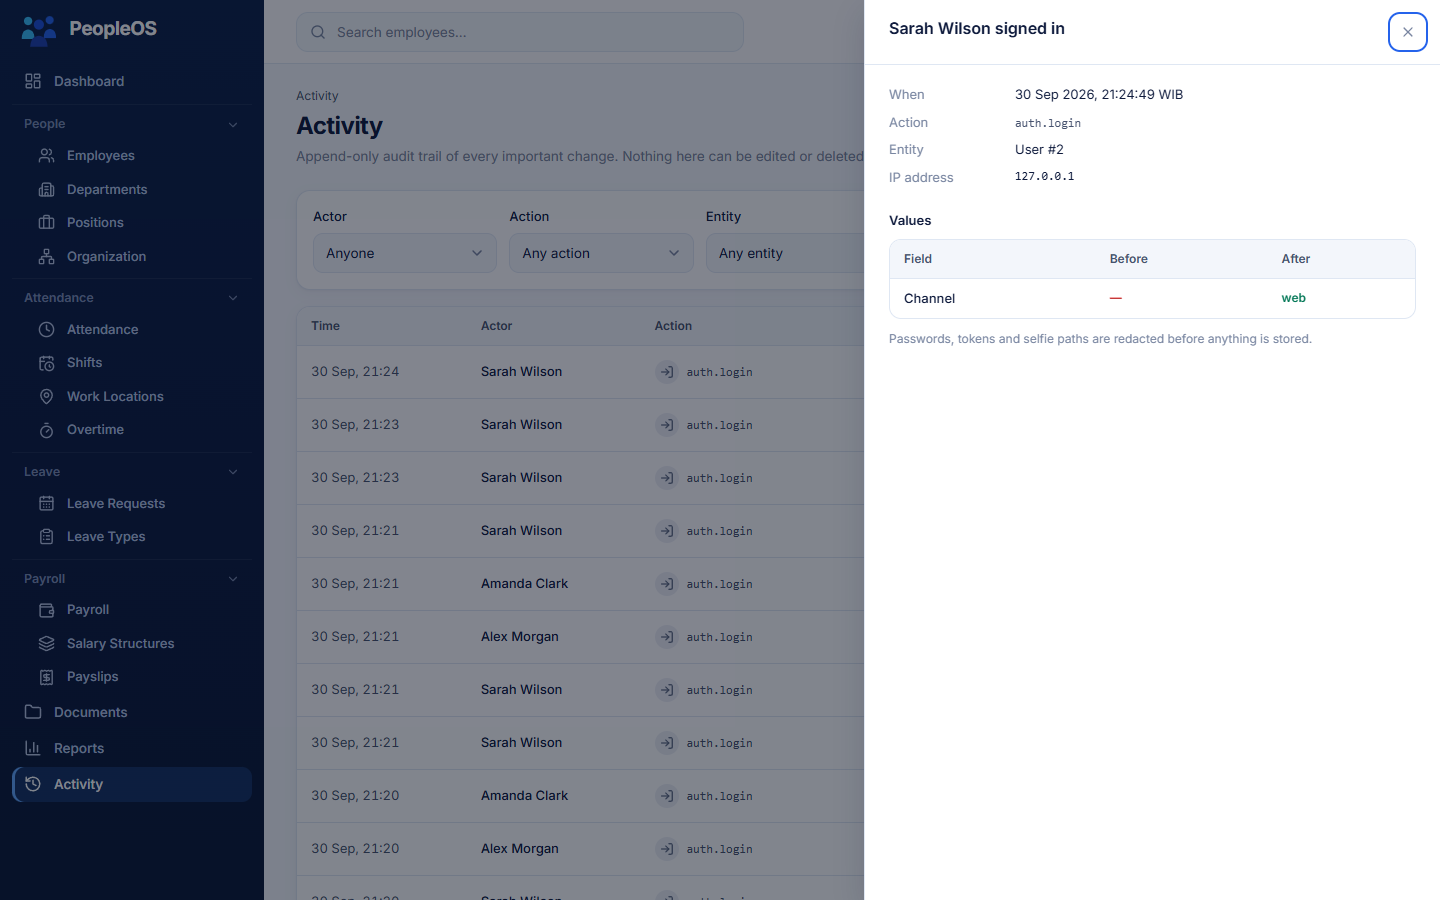 PeopleOS
Dashboard
People
Employees
Departments
Positions
Organization
Attendance
Attendance
Shifts
Work Locations
Overtime
Leave
Leave Requests
Leave Types
Payroll
Payroll
Salary Structures
Payslips
Documents
Reports
Activity
Search employees...
Activity
Activity
Append-only audit trail of every important change. Nothing here can be edited or deleted
Actor Action Entity
Anyone Any action Any entity
Time Actor Action
30 Sep, 21:24 Sarah Wilson auth.login
30 Sep, 21:23 Sarah Wilson auth.login
30 Sep, 21:23 Sarah Wilson auth.login
30 Sep, 21:21 Sarah Wilson auth.login
30 Sep, 21:21 Amanda Clark auth.login
30 Sep, 21:21 Alex Morgan auth.login
30 Sep, 21:21 Sarah Wilson auth.login
30 Sep, 21:21 Sarah Wilson auth.login
30 Sep, 21:20 Amanda Clark auth.login
30 Sep, 21:20 Alex Morgan auth.login
30 Sep, 21:20 Sarah Wilson auth.login
Sarah Wilson signed in
When 30 Sep 2026, 21:24:49 WIB
Action auth.login
Entity User #2
IP address 127.0.0.1
Values
Field Before After
Channel — web
Passwords, tokens and selfie paths are redacted before anything is stored.